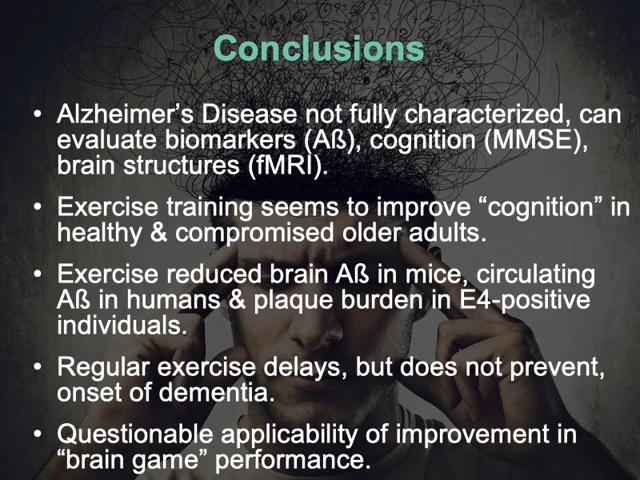 Conclusions
• Alzheimer’s Disease not fully characterized, can
evaluate biomarkers (Aß), cognition (MMSE),
brain structures (fMRI).
• Exercise training seems to improve “cognition” in
healthy & compromised older adults.
• Exercise reduced brain Aß in mice, circulating
Aß in humans & plaque burden in E4-positive
individuals.
• Regular exercise delays, but does not prevent,
onset of dementia.
• Questionable applicability of improvement in
“brain game” performance.